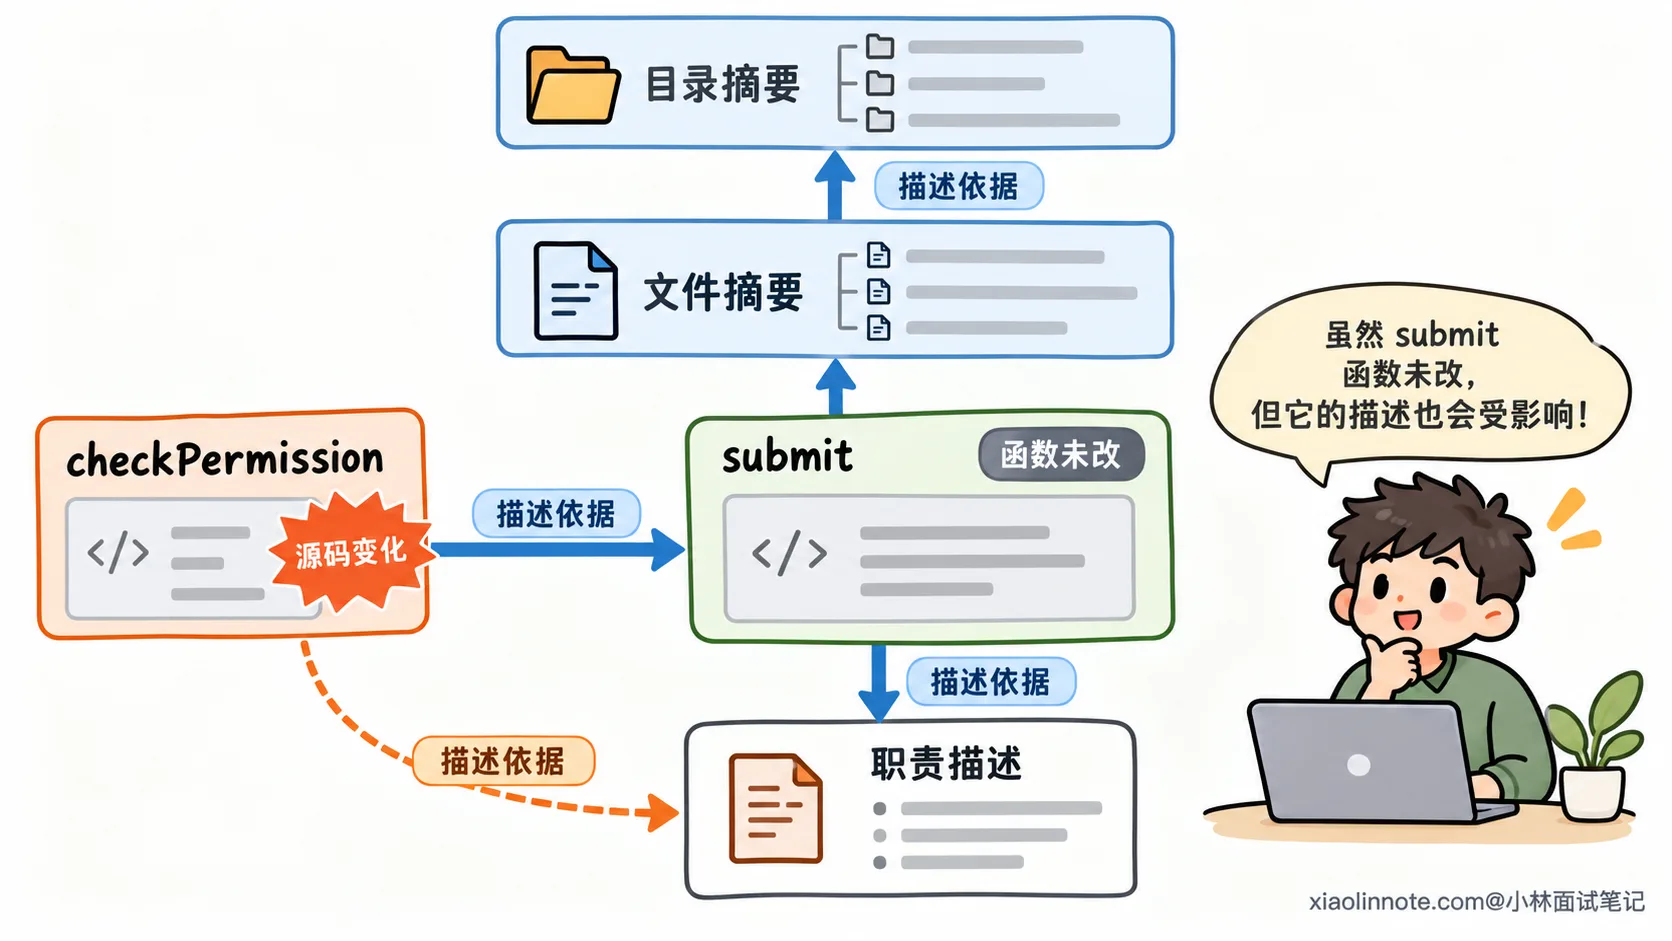 目录摘要
描述依据
文件摘要
虽然 submit
函数未改，
但它的描述也会受影响！
checkPermission
源码变化
描述依据
submit
函数未改
描述依据
描述依据
职责描述
xiaolinnote.com@小林面试笔记